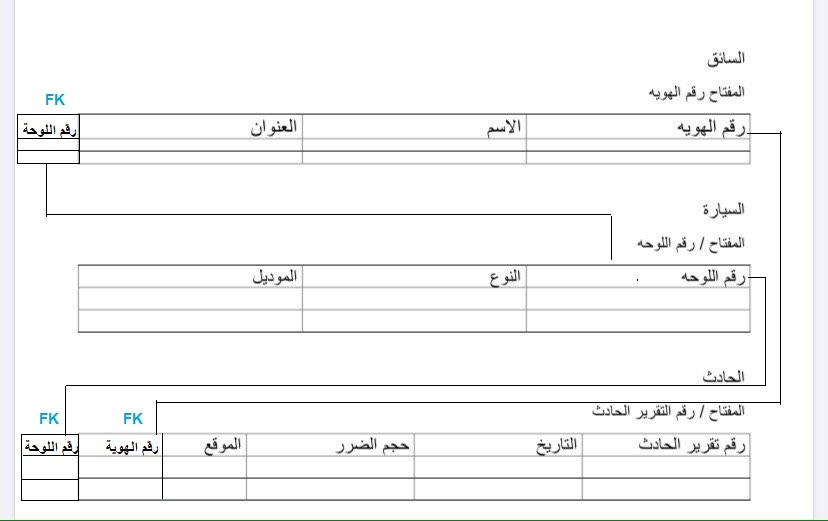 السائق
المفتاح رقم الهويه
FK
رقم الهويه الاسم العنوان رقم اللوحة
السيارة
المفتاح / رقم اللوحه
رقم اللوحه النوع الموديل
الحادث
المفتاح / رقم التقرير الحادث
FK FK
رقم تقرير الحادث التاريخ حجم الضرر الموقع رقم الهوية رقم اللوحة